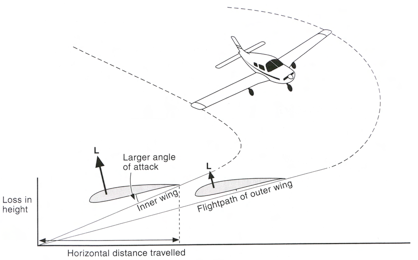 L
Larger angle
of attack
L
Inner wing
Flightpath of outer wing
Loss in
height
Horizontal distance travelled